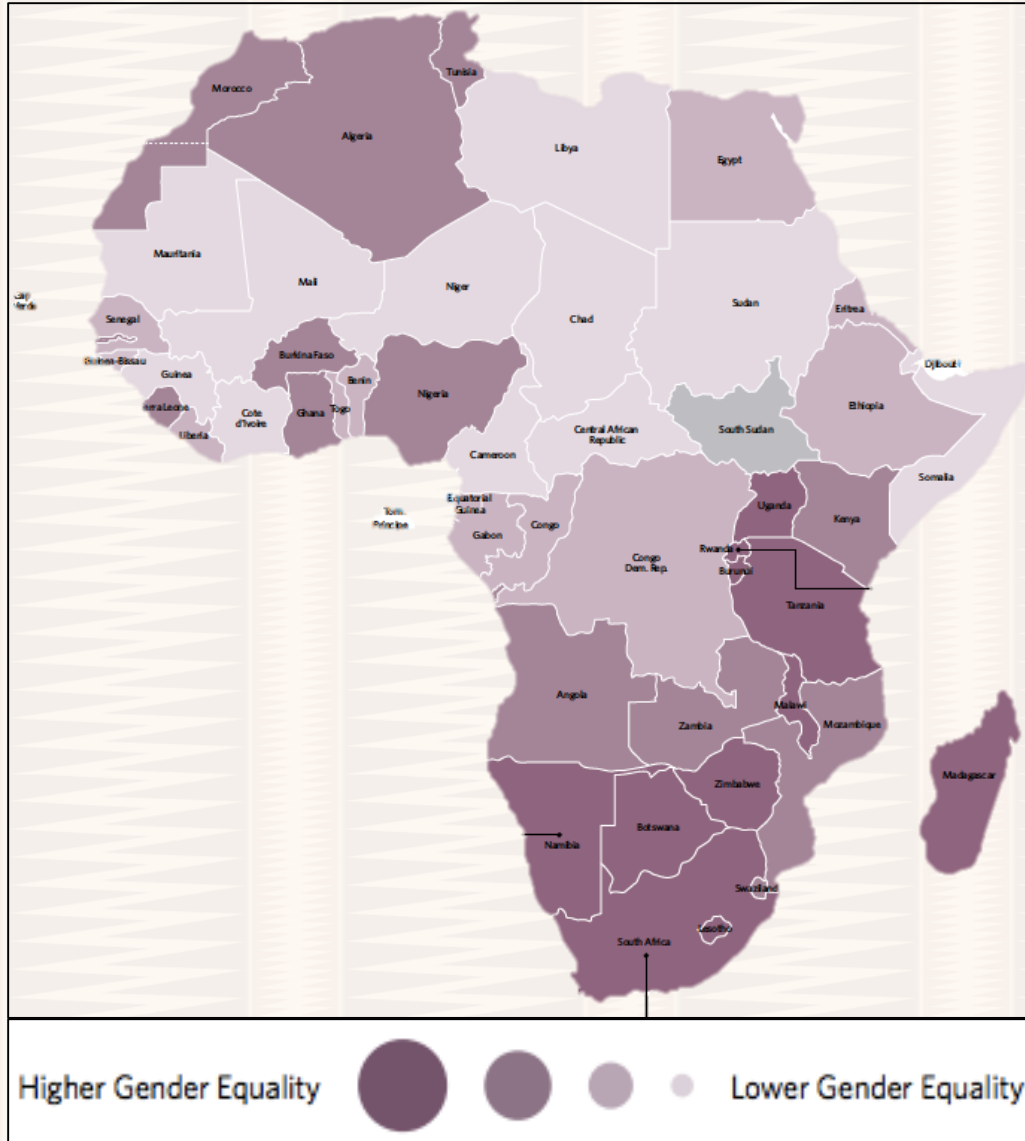 Tunisia
Morocco
Algeria
Libya
Egypt
Mauritania
Mali
Niger
Sudan
Chad
Senegal
Eritrea
Guinea-Bissau
Burkina Faso
Djibouti
Guinea
Benin
Nigeria
erra Leone
Cote
d'Ivoire
Ghana
Togo
Ethiopia
Liberia
Central African
Republic
South Sudan
Cameroon
Somalia
Equatorial
Guinea
Uganda
Kenya
Principe
Gabon
Congo
Rwanda
Congo
Dem. Rep.
Burundi
Tanzania
Angola
Malawi
Zambia
Mozambique
Madagascar
Zimbabwe
Botswana
Namibia
Swaziland
Lesotho
South Africa
Higher Gender Equality
Lower Gender Equality